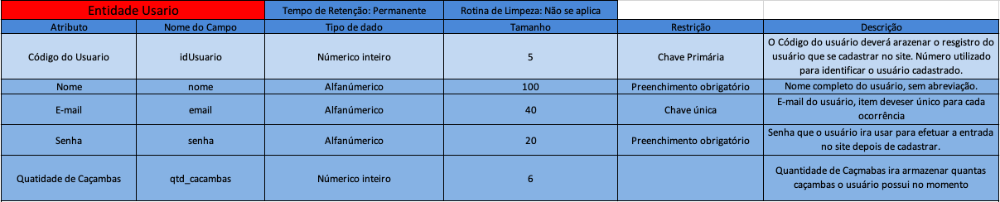 Entidade Usário
Tempo de Retenção: Permanente
Rotina de Limpeza: Não se aplica
Atributo
Nome do Campo
Tipo de dado
Tamanho
Restrição
Descrição
Código do Usuario
idUsuario
Númerico inteiro
5
Chave Primária
O Código do usuário deverá arazenar o resgistro do
usuário que se cadastrar no site. Número utilizado
para identificar o usuário cadastrado.
Nome
nome
Alfanúmerico
100
Preenchimento obrigatório
Nome completo do usuário, sem abreviação.
E-mail
email
Alfanúmerico
40
Chave única
E-mail do usuário, item deveser único para cada
ocorrência
Senha
senha
Alfanúmerico
20
Preenchimento obrigatório
Senha que o usuário ira usar para efetuar a entrada
no site depois de cadastrar.
Quatidade de Caçambas
qtd_cacambas
Númerico inteiro
6
Quantidade de Caçmabas ira armazenar quantas
caçambas o usuário possui no momento